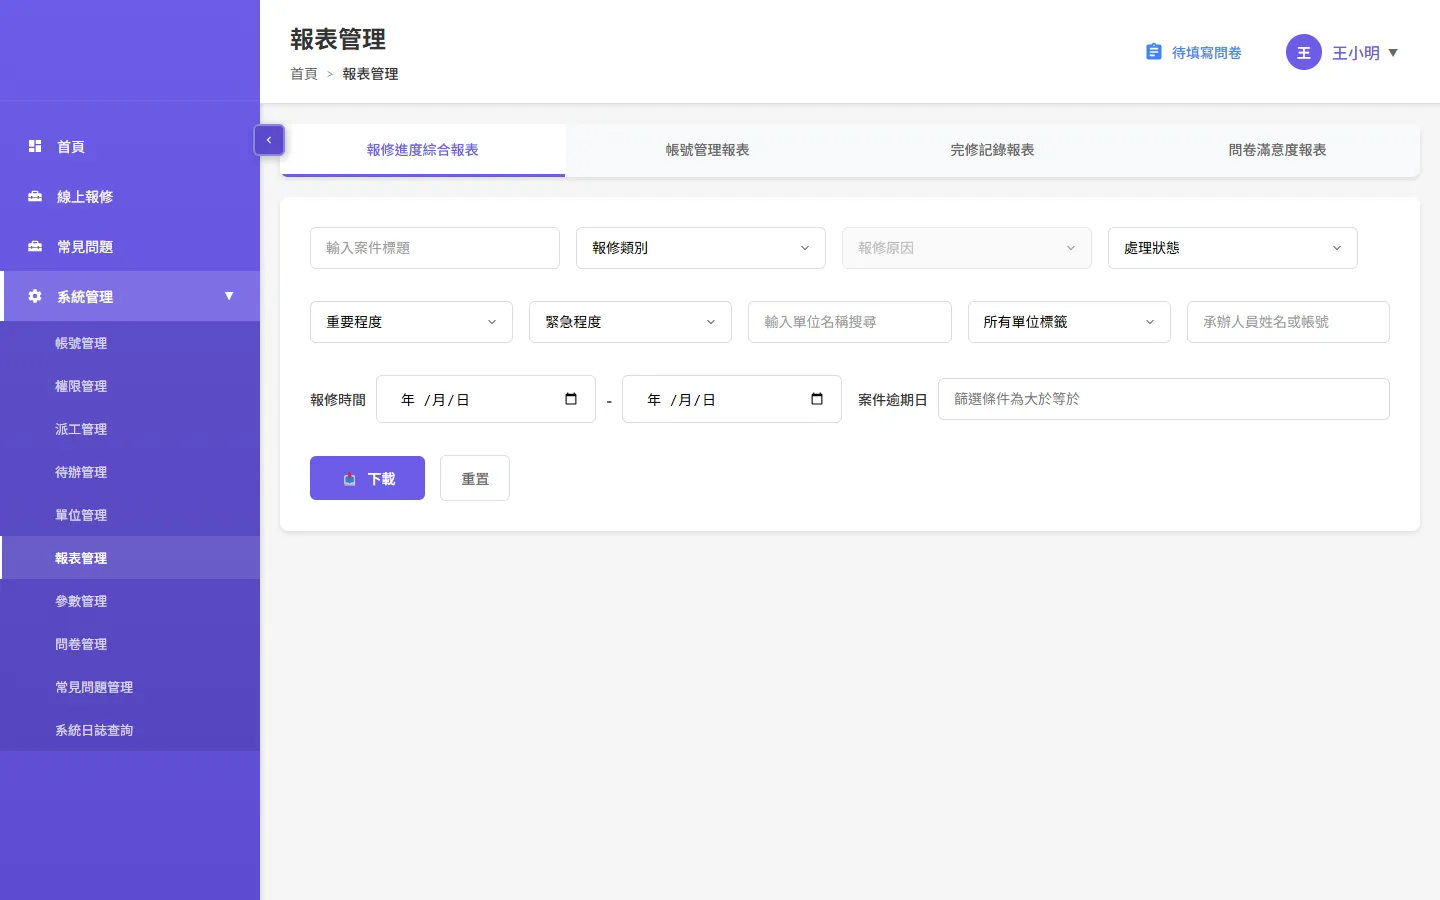 報表管理
首頁 > 報表管理
待填寫問卷
王 王小明 ▼
首頁
線上報修
常見問題
系統管理 ▼
帳號管理
權限管理
派工管理
待辦管理
單位管理
報表管理
參數管理
問卷管理
常見問題管理
系統日誌查詢
報修進度綜合報表 帳號管理報表 完修記錄報表 問卷滿意度報表
輸入案件標題 報修類別 報修原因 處理狀態
重要程度 緊急程度 輸入單位名稱搜尋 所有單位標籤 承辦人員姓名或帳號
報修時間 年 /月/日 - 年 /月/日 案件逾期日 篩選條件為大於等於
下載 重置